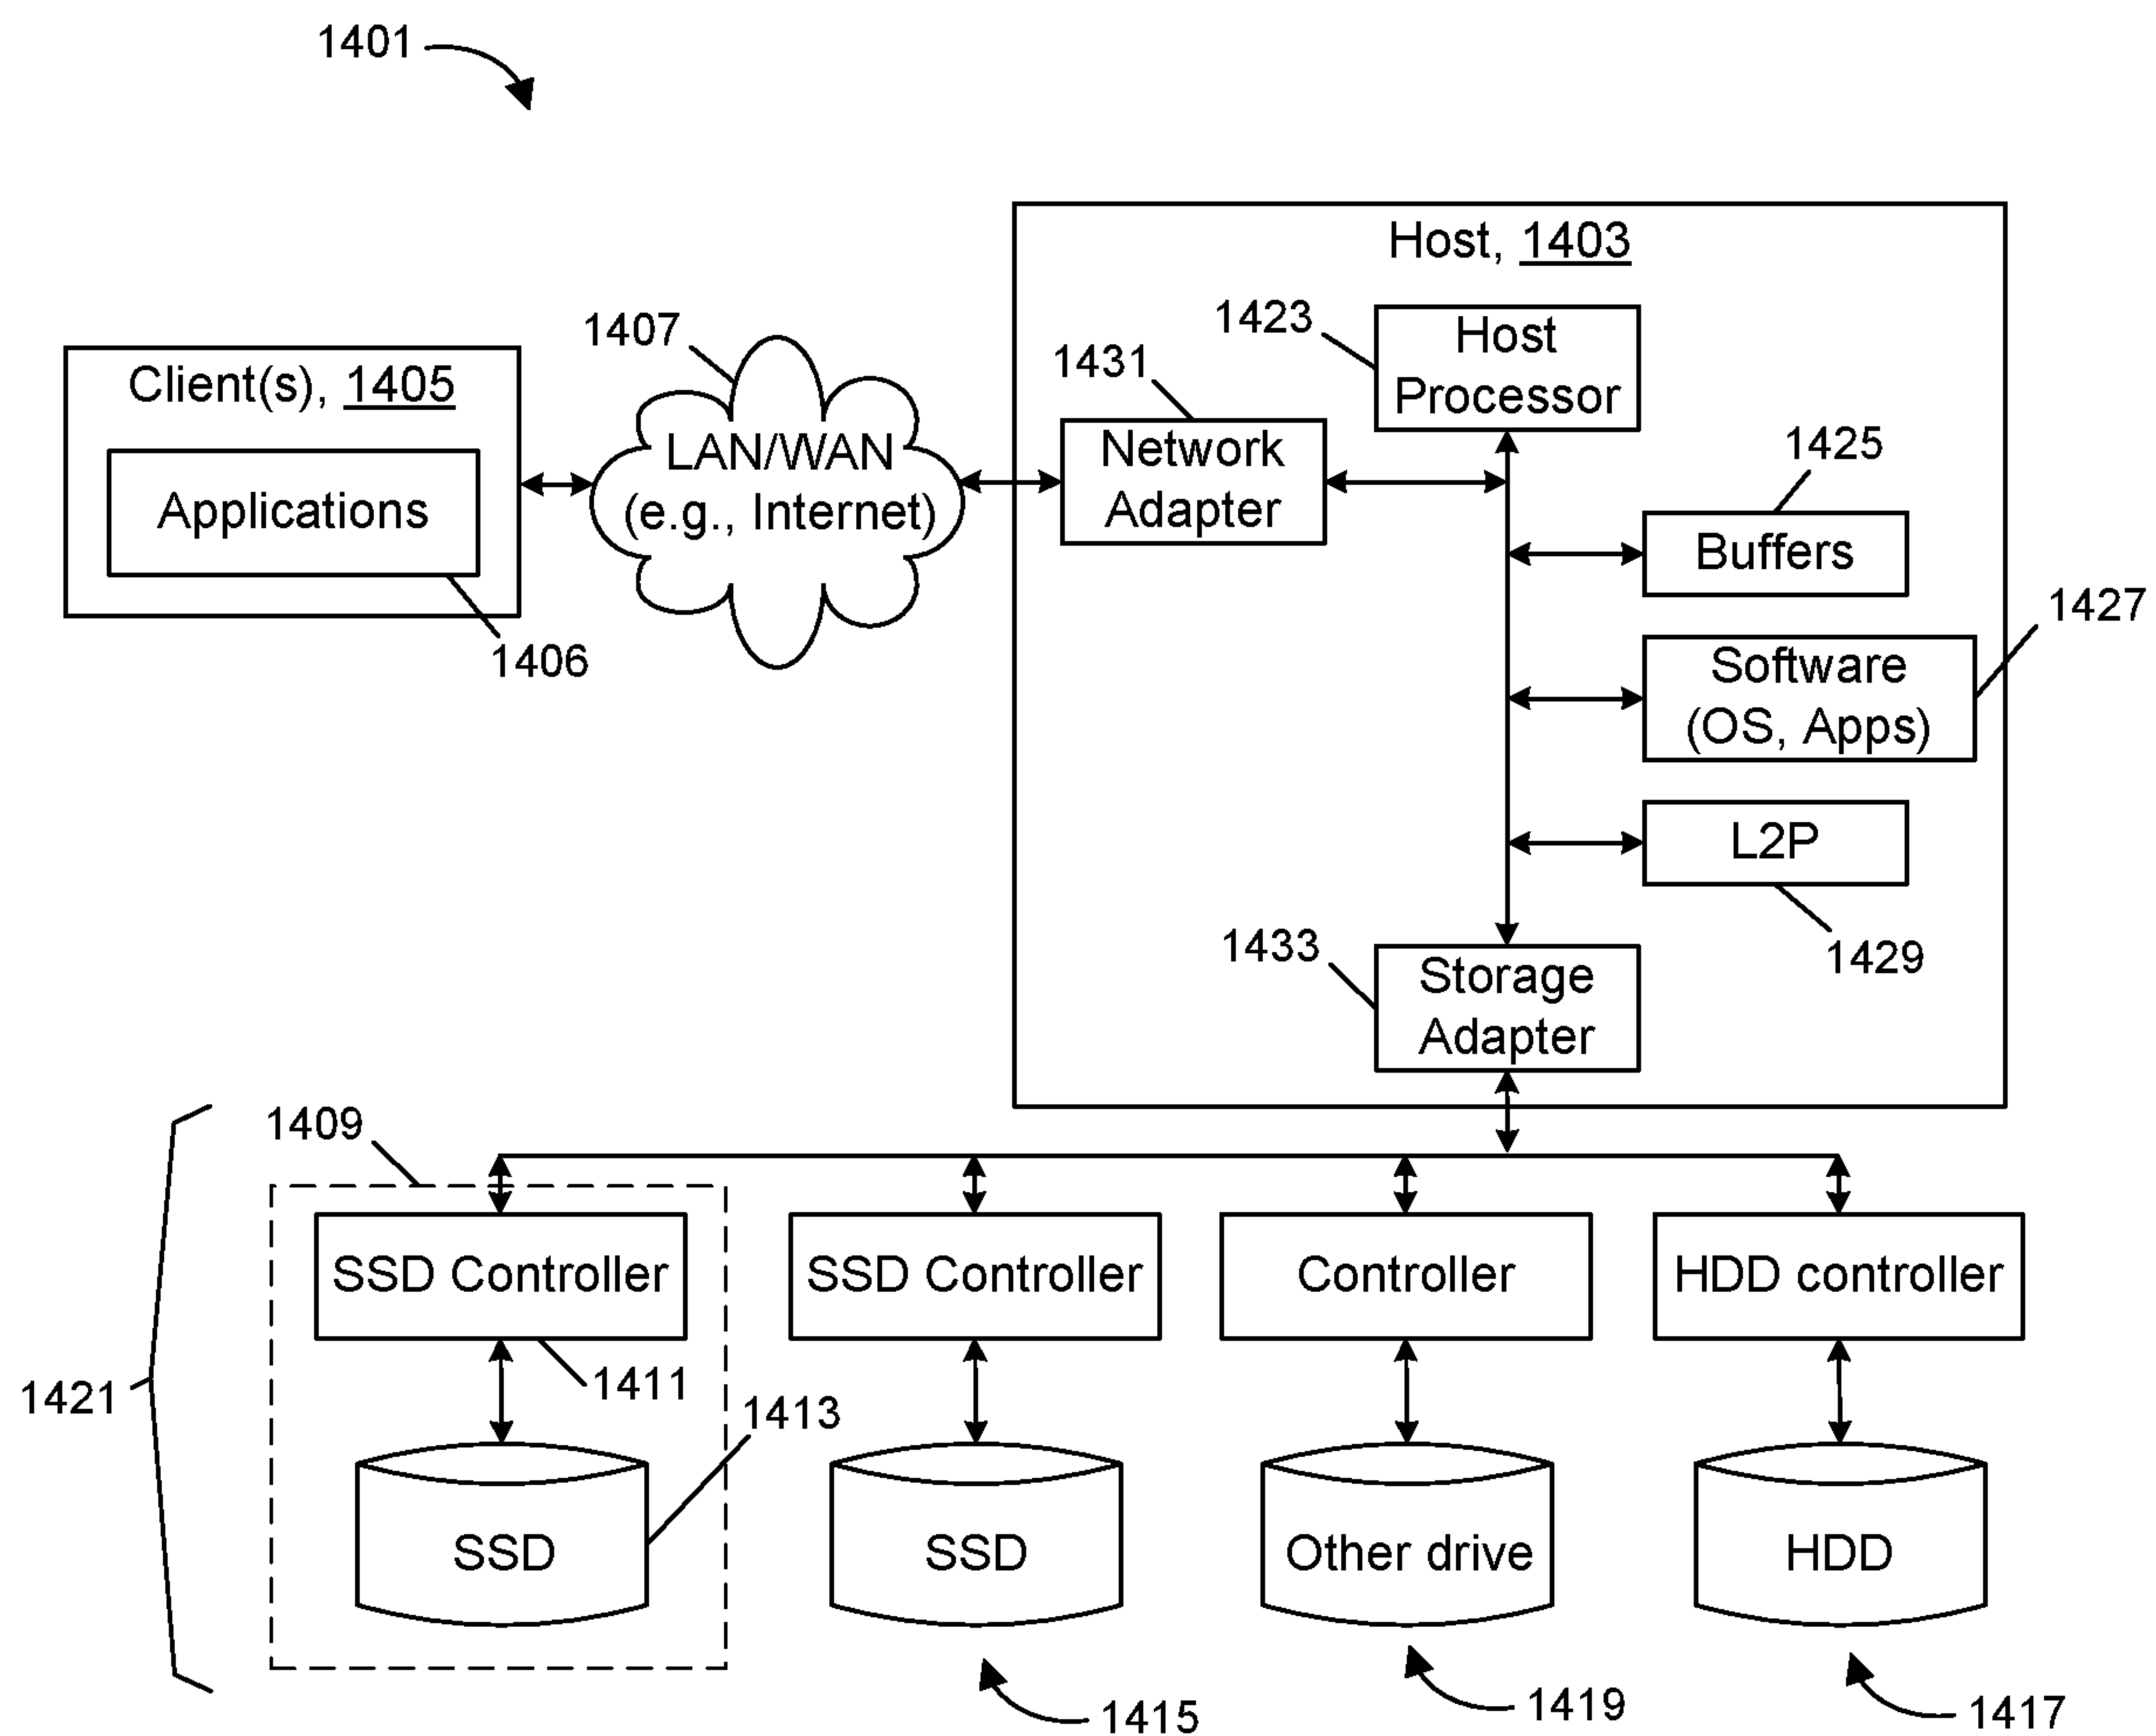 1401
Host, 1403
1423
Host
Processor
1407
1431
Client(s), 1405
Network
Adapter
LAN/WAN
(e.g., Internet)
Applications
1406
1425
Buffers
1427
Software
(OS, Apps)
L2P
1429
1433
Storage
Adapter
1409
SSD Controller
SSD Controller
Controller
HDD controller
1421
1411
1413
SSD
SSD
Other drive
HDD
1415
1419
1417